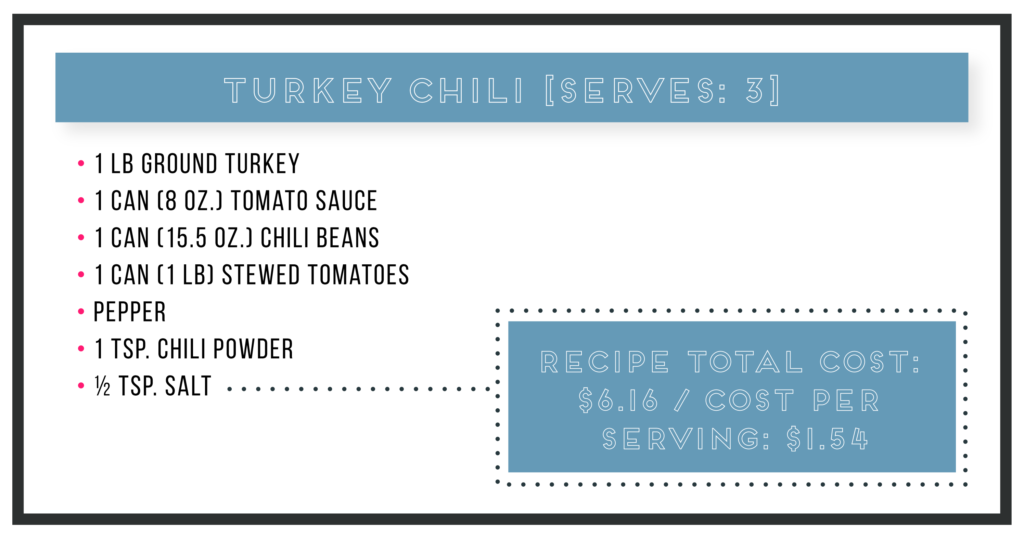 TURKEY CHILI [SERVES: 3]
• 1 LB GROUND TURKEY
• 1 CAN (8 OZ.) TOMATO SAUCE
• 1 CAN (15.5 OZ.) CHILI BEANS
• 1 CAN (1 LB) STEWED TOMATOES
• PEPPER
• 1 TSP. CHILI POWDER
• ½ TSP. SALT
RECIPE TOTAL COST:
$6.16 / COST PER
SERVING: $1.54